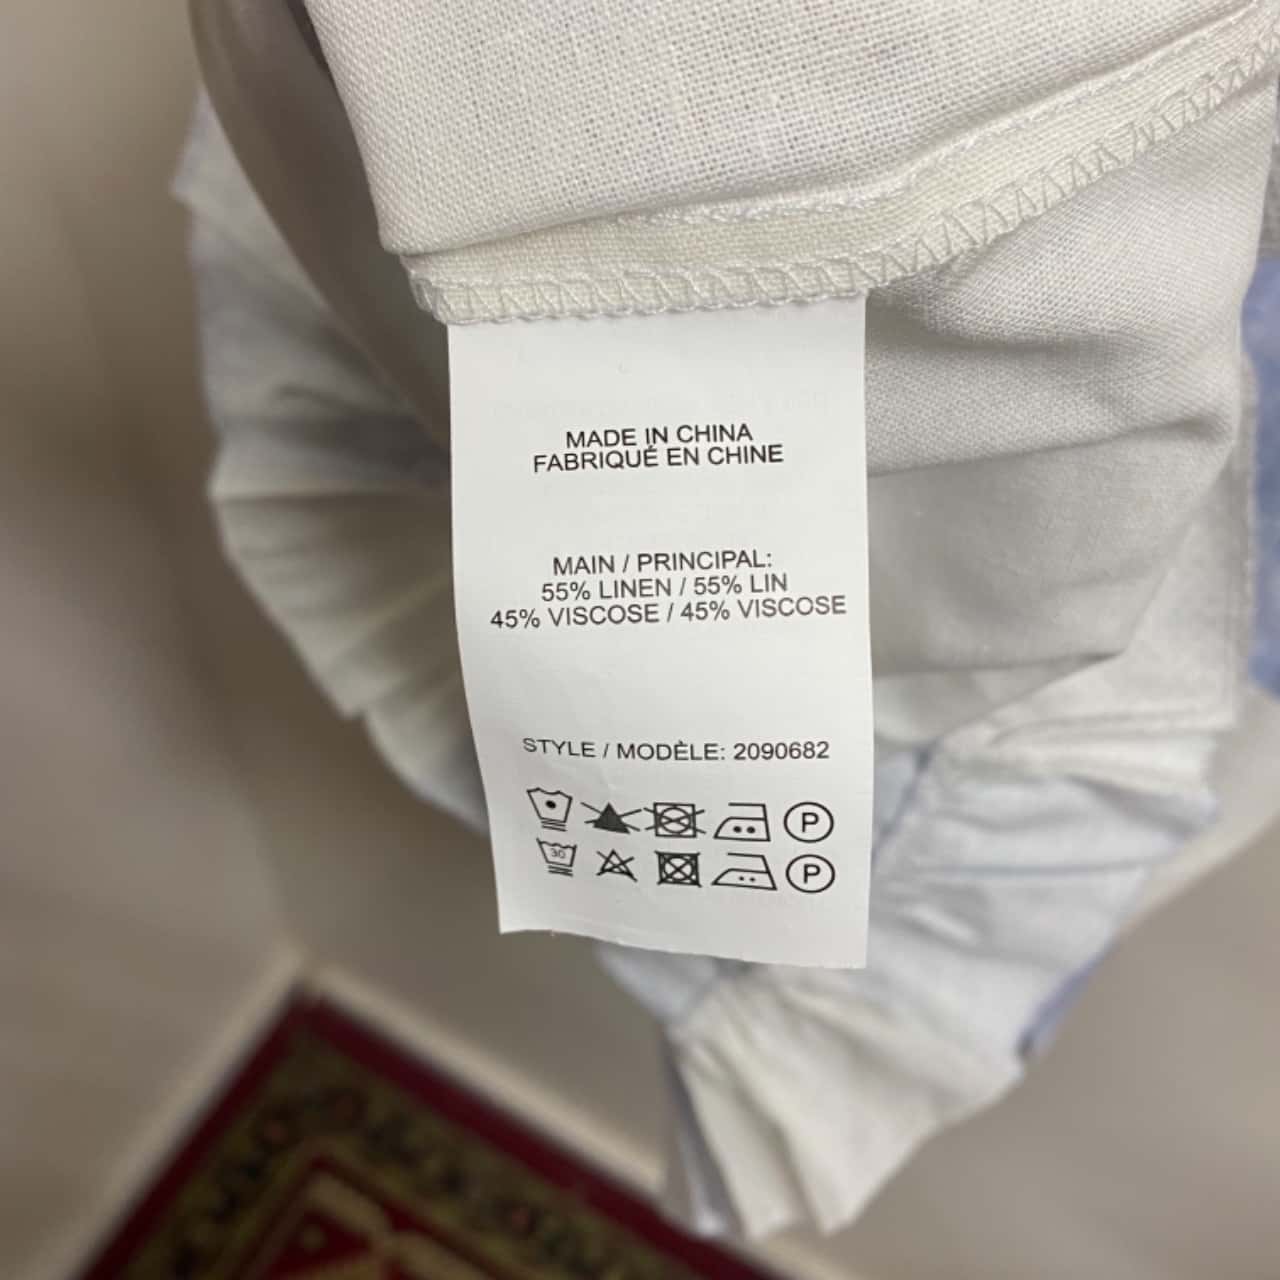 MADE IN CHINA
FABRIQUÉ EN CHINE
MAIN / PRINCIPAL:
55% LINEN / 55% LIN
45% VISCOSE / 45% VISCOSE
STYLE / MODÈLE: 2090682
P
30 P